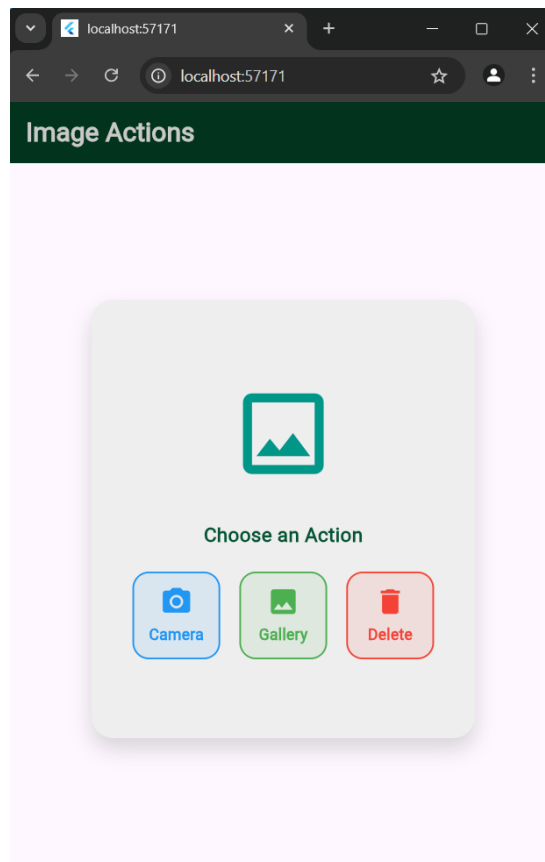 localhost:57171
localhost:57171
Image Actions
Choose an Action
Camera
Gallery
Delete